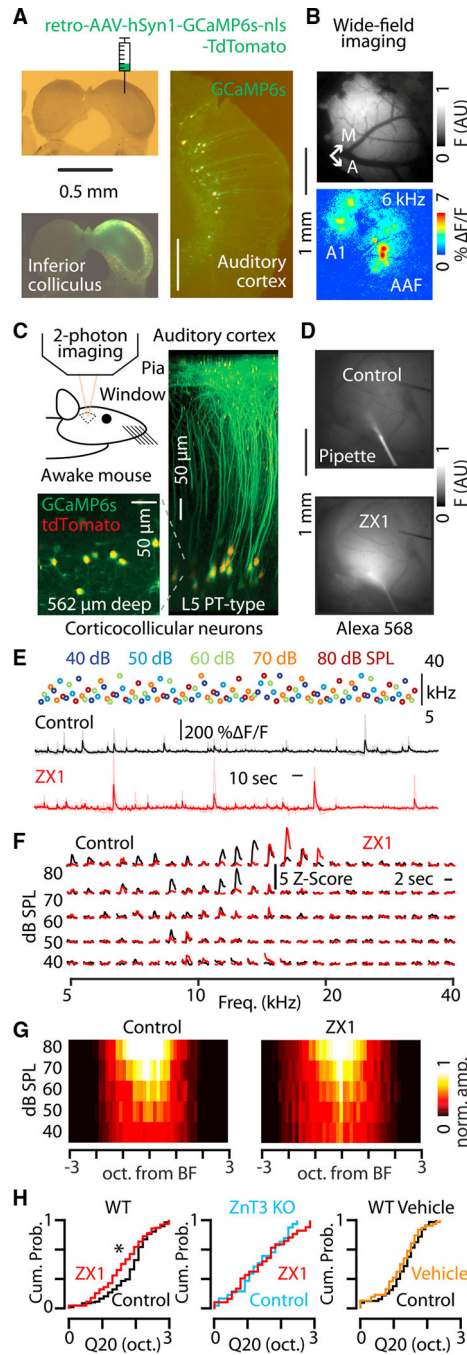 A
retro-AAV-hSyn1-GCaMP6s-nls
-TdTomato
GCaMP6s
0.5 mm
Inferior
colliculus
Auditory
cortex
B
Wide-field
imaging
M
A
0 1
F (AU)
1 mm
6 kHz
A1
AAF
0 7
% ΔF/F
C
2-photon
imaging
Auditory cortex
Pia
Window
Awake mouse
50 µm
GCaMP6s
tdTomato
50 µm
562 µm deep
L5 PT-type
Corticocollicular neurons
D
Control
Pipette
1 mm
0 1
F (AU)
ZX1
Alexa 568
E
40 dB 50 dB 60 dB 70 dB 80 dB SPL
40
kHz
5
Control
200 %ΔF/F
ZX1
10 sec
F
Control
ZX1
5 Z-Score
2 sec
dB SPL
80
70
60
50
40
5 10 20 40
Freq. (kHz)
G
Control
ZX1
dB SPL
80
70
60
50
40
-3 3
oct. from BF
-3 3
oct. from BF
0 1
norm. amp.
H
WT
Cum. Prob.
*
ZX1
Control
0 3
Q20 (oct.)
ZnT3 KO
Cum. Prob.
ZX1
Control
0 3
Q20 (oct.)
WT Vehicle
Cum. Prob.
Vehicle
Control
0 3
Q20 (oct.)